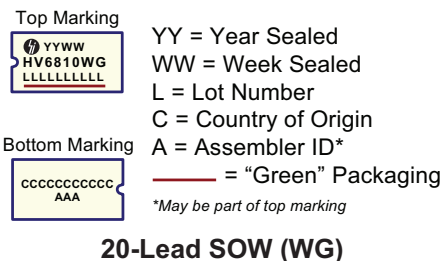 Top Marking
YYWW
HV6810WG
LLLLLLLLLL
Bottom Marking
CCCCCCCCCCC
AAA
YY = Year Sealed
WW = Week Sealed
L = Lot Number
C = Country of Origin
A = Assembler ID*
= “Green” Packaging
*May be part of top marking
20-Lead SOW (WG)